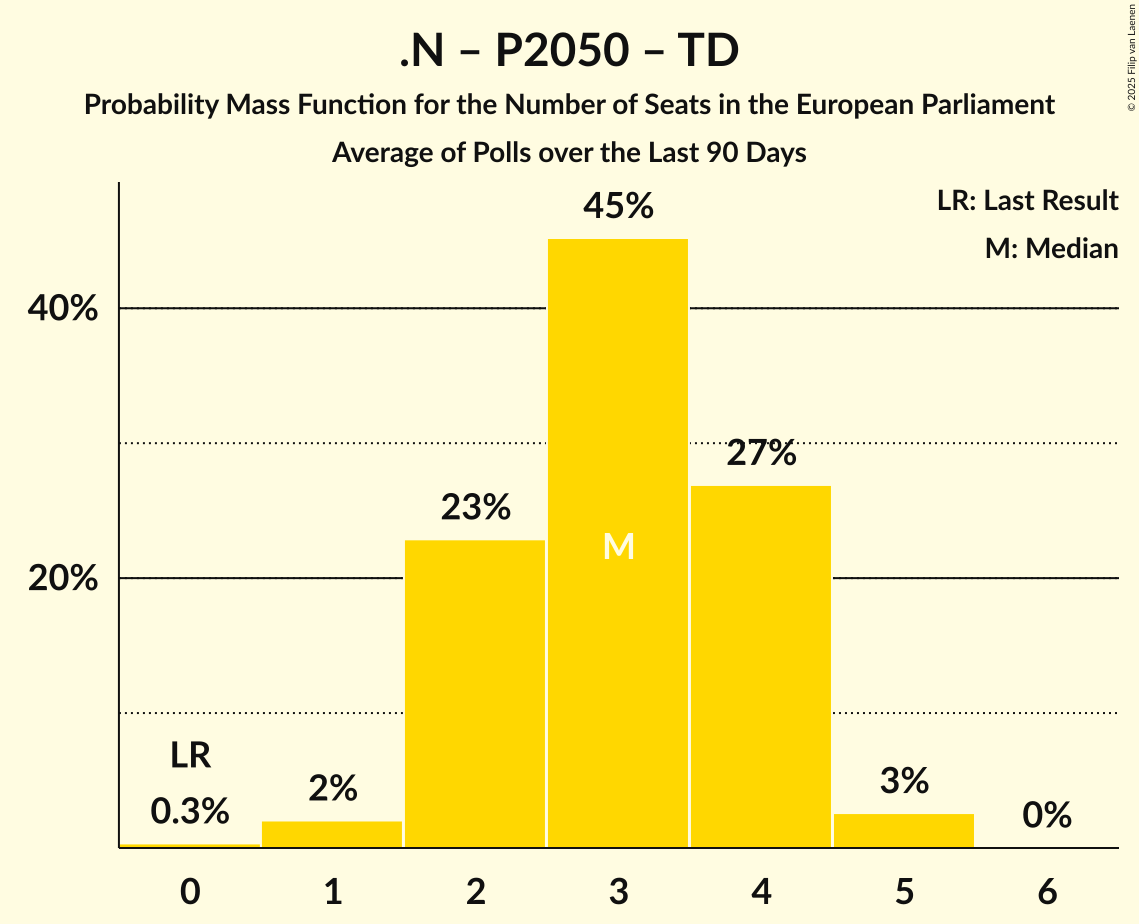 .N – P2050 – TD
Probability Mass Function for the Number of Seats in the European Parliament
Average of Polls over the Last 90 Days
© 2025 Filip van Laenen
LR: Last Result
M: Median
45%
40%
27%
23%
M
20%
LR
0.3%
2%
3%
0%
0 1 2 3 4 5 6